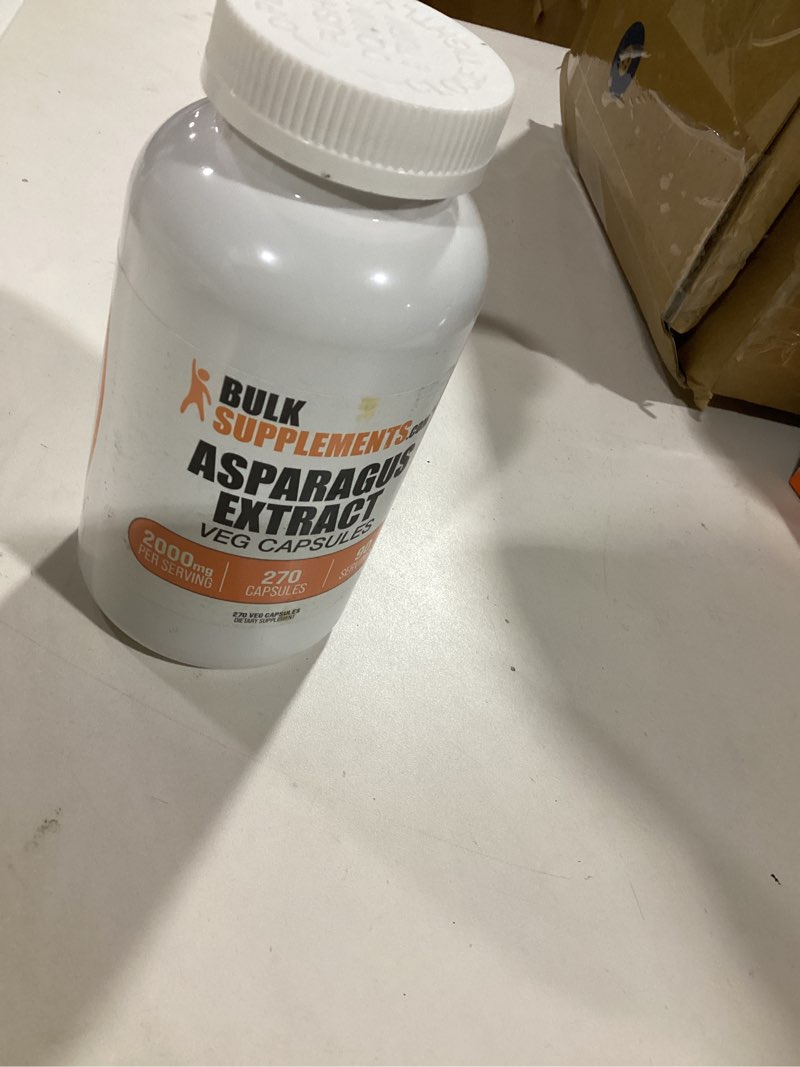 BULK
SUPPLEMENTS.COM
ASPARAGUS
EXTRACT
VEG CAPSULES
2000mg
PER SERVING
270
CAPSULES
270 VEG CAPSULES
DIETARY SUPPLEMENT